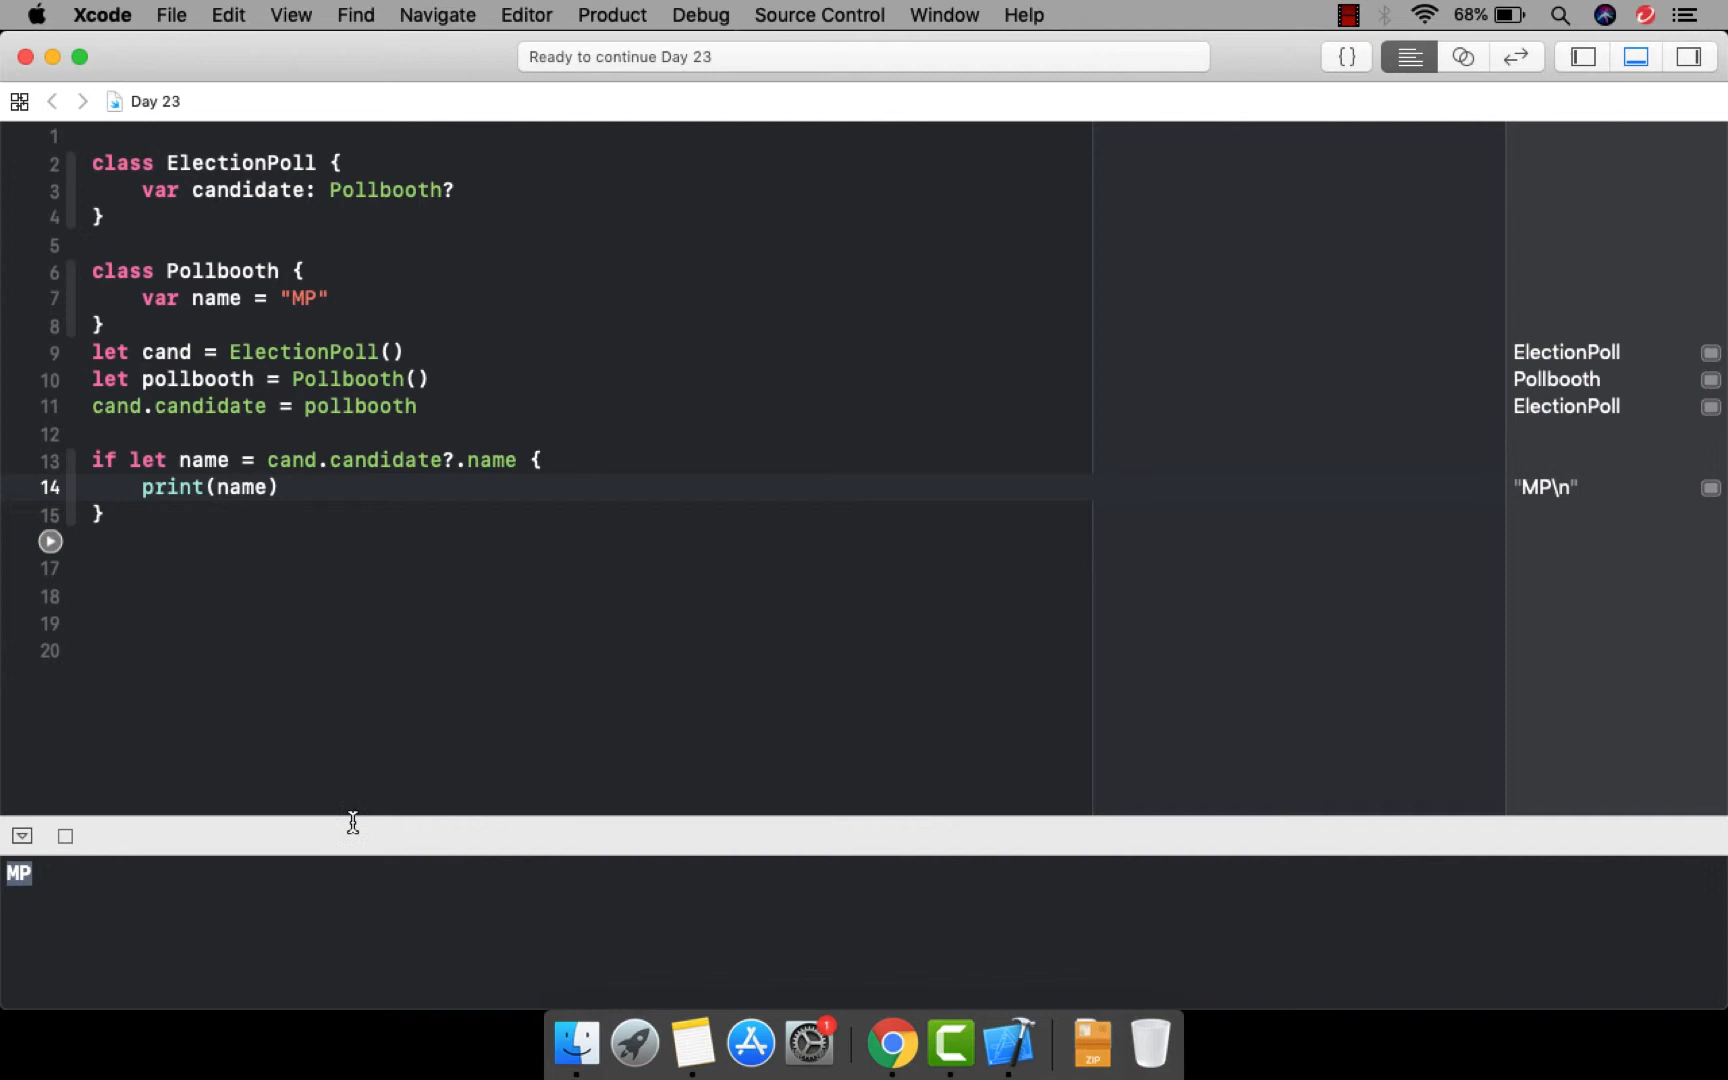 Xcode File Edit View Find Navigate Editor Product Debug Source Control Window Help 68%
Ready to continue Day 23
Day 23
1
2 class ElectionPoll {
3 var candidate: Pollbooth?
4 }
5
6 class Pollbooth {
7 var name = "MP"
8 }
9 let cand = ElectionPoll() ElectionPoll
10 let pollbooth = Pollbooth() Pollbooth
11 cand.candidate = pollbooth ElectionPoll
12
13 if let name = cand.candidate?.name {
14 print(name) "MP\n"
15 }
17
18
19
20
MP
1
ZIP